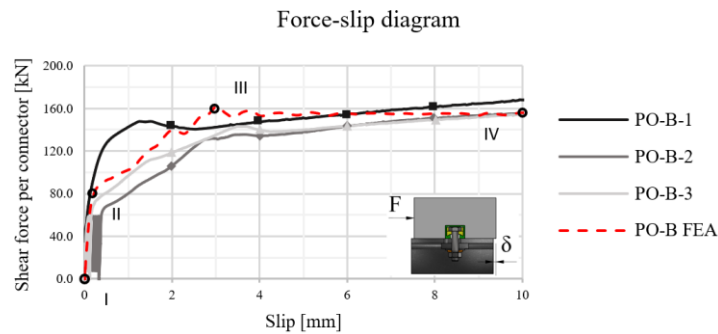 Force-slip diagram
Shear force per connector [kN]
200.0
160.0
120.0
80.0
40.0
0.0
0
2
4
6
8
10
Slip [mm]
I
II
III
IV
F
δ
PO-B-1
PO-B-2
PO-B-3
PO-B FEA